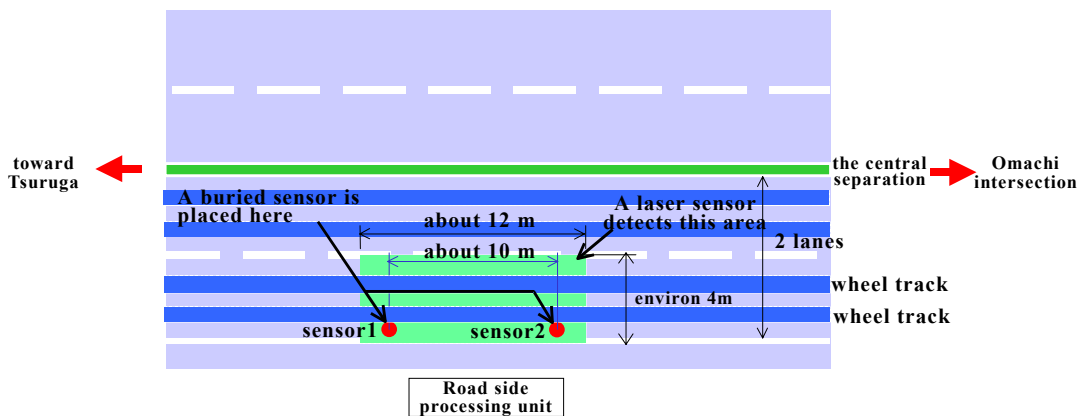 toward
Tsuruga
the central
separation
Omachi
intersection
A buried sensor is
placed here
about 12 m
A laser sensor
detects this area
about 10 m
2 lanes
environ 4m
wheel track
wheel track
sensor1
sensor2
Road side
processing unit